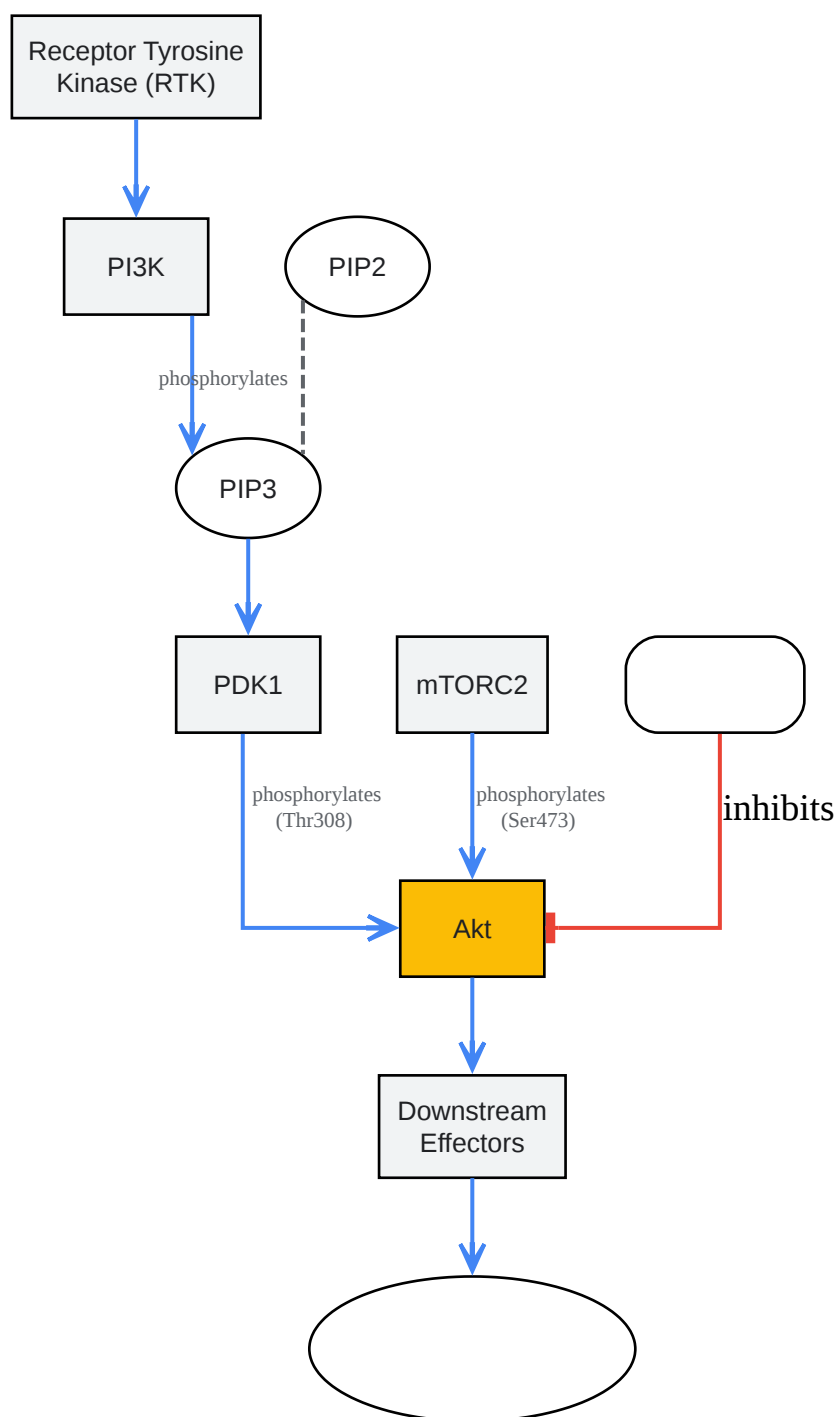 Receptor Tyrosine
Kinase (RTK)
PI3K
PIP2
phosphorylates
PIP3
PDK1
mTORC2
phosphorylates
(Thr308)
phosphorylates
(Ser473)
inhibits
Akt
Downstream
Effectors